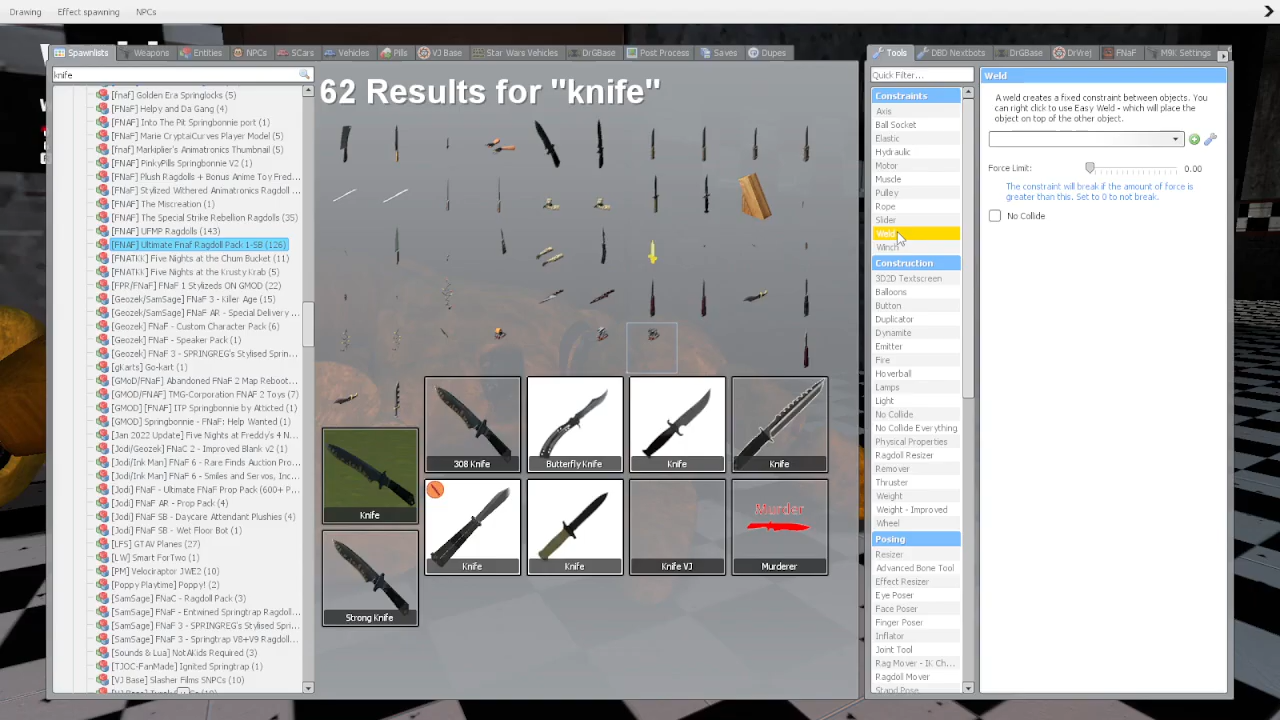 Drawing Effect spawning NPCs
Spawnlists Weapons Entities NPCs SCars Vehicles Pills VJ Base Star Wars Vehicles DrGBase Post Process Saves Dupes
knife
[fnaf] Golden Era Springlocks (5)
[FNaF] Helpy and Da Gang (4)
[FNAF] Into The Pit Springbonnie port (1)
[FNAF] Marie CryptiaCurves Player Model (5)
[fnaf] Markiplier's Animatronics Thumbnail (5)
[FNAF] PinkyPills Springbonnie V2 (1)
[FNAF] Plush Ragdolls + Bonus Anime Toy Fred...
[FNAF] Stylized Withered Animatronics Ragdoll ...
[FNAF] The Miscreation (1)
[FNAF] The Special Strike Rebellion Ragdolls (35)
[FNAF] UFMP Ragdolls (143)
[FNAF] Ultimate Fnaf Ragdoll Pack 1-SB (126)
[FNATKK] Five Nights at the Chum Bucket (11)
[FNATKK] Five Nights at the Krusty Krab (5)
[FPR/FNaF] FNaF 1 Stylizeds ON GMOD (22)
[Geozek/SamSage] FNaF 3 - Killer Age (15)
[Geozek/SamSage] FNaF AR - Special Delivery ...
[Geozek] FNaF - Custom Character Pack (6)
[Geozek] FNaF - Speaker Pack (1)
[Geozek] FNaF 3 - SPRINGREG's Stylised Sprin...
[gKarts] Go-kart (1)
[GMoD/FNaF] Abandoned FNaF 2 Map Reboot...
[GMOD/FNaF] TMG-Corporation FNAF 2 Toys (7)
[GMOD] [FNaF] ITP Springbonnie by Atticted (1)
[GMOD] Springbonnie - FNaF: Help Wanted (1)
[Jan 2022 Update] Five Nights at Freddy's 4 N...
[Jodi/Geozek] FNaC 2 - Improved Blank v2 (1)
[Jodi/Ink Man] FNaF 6 - Rare Finds Auction Pro...
[Jodi/Ink Man] FNaF 6 - Smiles and Servos, Inc...
[Jodi] FNaF - Ultimate FNaF Prop Pack (600+ P...
[Jodi] FNaF AR - Prop Pack (4)
[Jodi] FNaF SB - Daycare Attendant Plushies (4)
[Jodi] FNaF SB - Wet Floor Bot (1)
[LFS] GTAV Planes (27)
[LW] Smart ForTwo (1)
[PM] Velociraptor JWE2 (10)
[Poppy Playtime] Poppy! (2)
[SamSage] FNaC - Ragdoll Pack (3)
[SamSage] FNaF - Entwined Springtrap Ragdoll...
[SamSage] FNaF 3 - SPRINGREG's Stylised Spri...
[SamSage] FNaF 3 - Springtrap V8+V9 Ragdoll...
[Sounds & Lua] NotAKids Required (3)
[TJOC-FanMade] Ignited Springtrap (1)
[VJ Base] Slasher Films SNPCs (10)
62 Results for "knife"
308 Knife
Butterfly Knife
Knife
Knife
Knife
Knife
Knife
Knife VJ
Murder
Murderer
Strong Knife
Tools DBD Nextbots DrGBase DrVrej FNaF M9K Settings
Quick Filter...
Constraints
Axis
Ball Socket
Elastic
Hydraulic
Motor
Muscle
Pulley
Rope
Slider
Weld
Winch
Construction
3D2D Textscreen
Balloons
Button
Duplicator
Dynamite
Emitter
Fire
Hoverball
Lamps
Light
No Collide
No Collide Everything
Physical Properties
Ragdoll Resizer
Remover
Thruster
Weight
Weight - Improved
Wheel
Posing
Resizer
Advanced Bone Tool
Effect Resizer
Eye Poser
Face Poser
Finger Poser
Inflator
Joint Tool
Rag Mover - IK Ch...
Ragdoll Mover
Stand Pose
Weld
A weld creates a fixed constraint between objects. You
can right click to use Easy Weld - which will place the
object on top of the other object.
Force Limit: 0.00
The constraint will break if the amount of force is
greater than this. Set to 0 to not break.
No Collide